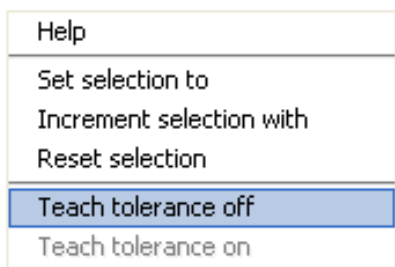 Help
Set selection to
Increment selection with
Reset selection
Teach tolerance off
Teach tolerance on